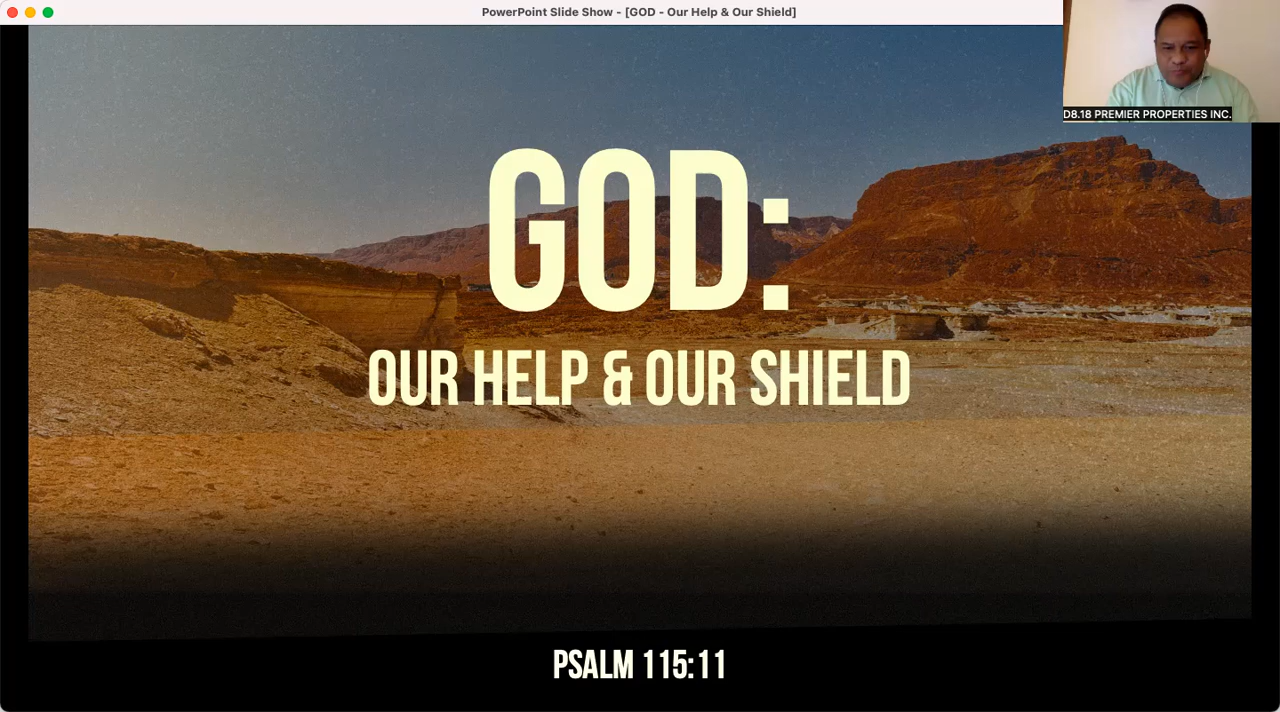 PowerPoint Slide Show - [GOD - Our Help & Our Shield]
D8.18 PREMIER PROPERTIES INC.
GOD:
OUR HELP & OUR SHIELD
PSALM 115:11